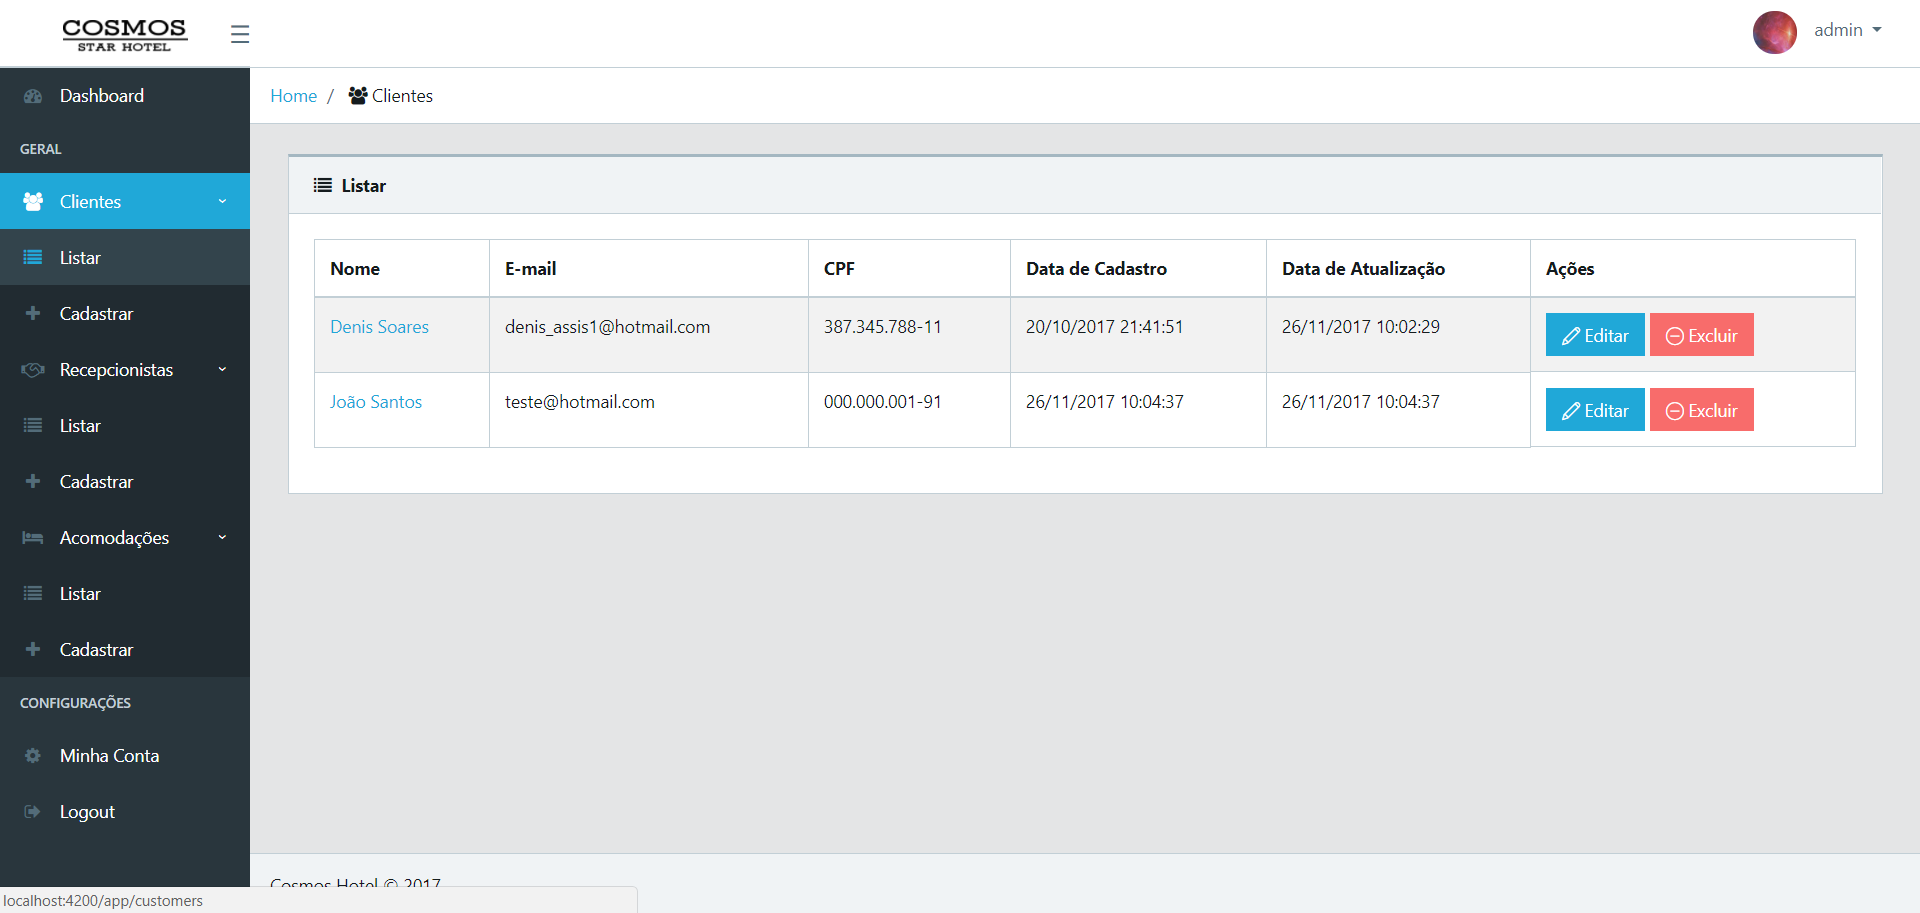 COSMOS
STAR HOTEL
admin
Dashboard
GERAL
Clientes
Listar
Cadastrar
Recepcionistas
Listar
Cadastrar
Acomodações
Listar
Cadastrar
CONFIGURAÇÕES
Minha Conta
Logout
Home / Clientes
Listar
Nome E-mail CPF Data de Cadastro Data de Atualização Ações
Denis Soares denis_assis1@hotmail.com 387.345.788-11 20/10/2017 21:41:51 26/11/2017 10:02:29 Editar Excluir
João Santos teste@hotmail.com 000.000.001-91 26/11/2017 10:04:37 26/11/2017 10:04:37 Editar Excluir
Cosmos Hotel © 2017
localhost:4200/app/customers